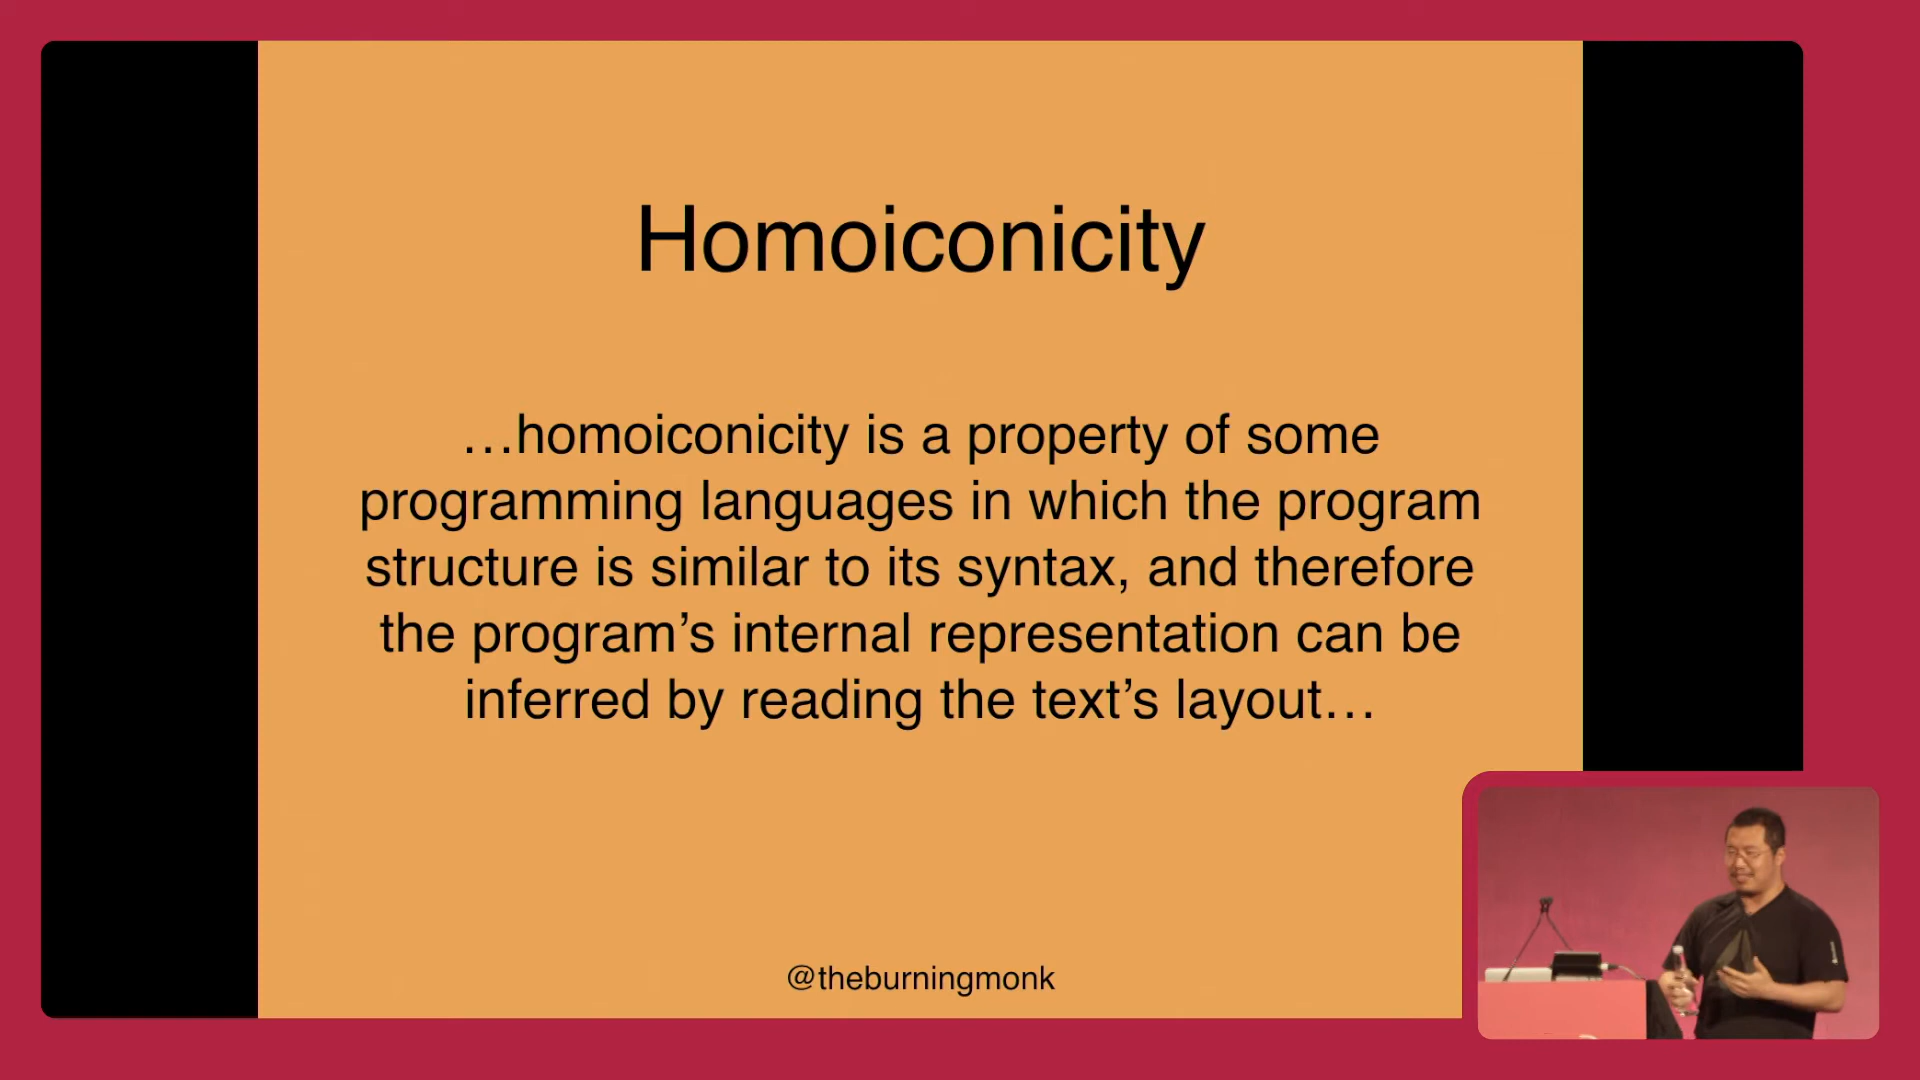 Homoiconicity
…homoiconicity is a property of some
programming languages in which the program
structure is similar to its syntax, and therefore
the program’s internal representation can be
inferred by reading the text’s layout…
@theburningmonk